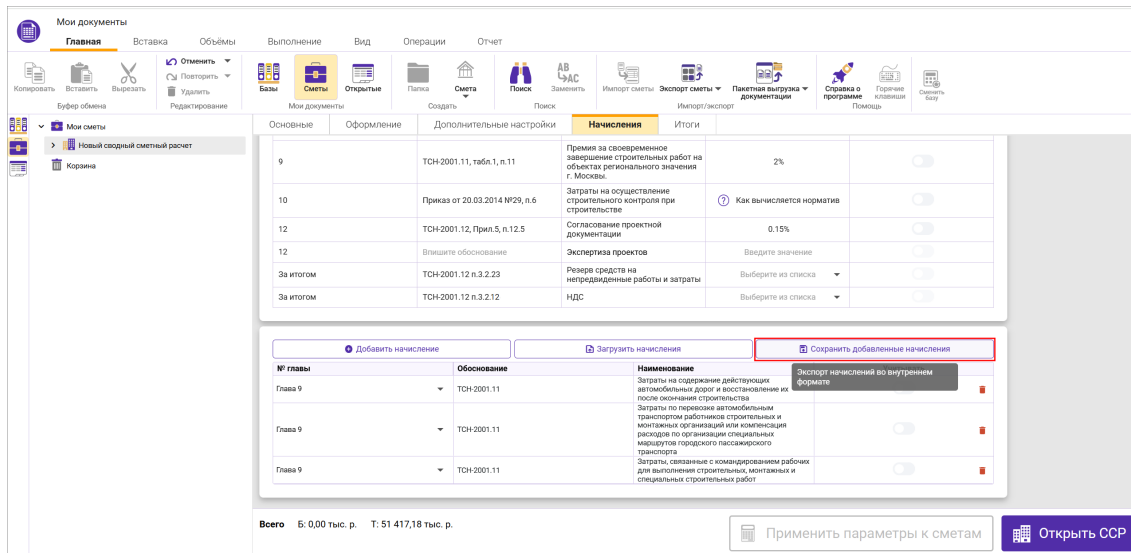 Мои документы
Главная Вставка Объёмы Выполнение Вид Операции Отчет
Копировать Вставить Вырезать
Отменить
Повторить
Удалить
Базы Сметы Открытые
Папка Смета
Поиск
AB
AC
Заменить
Импорт сметы Экспорт сметы
Пакетная выгрузка
документации
Справка о
программе
Горячие
клавиши
Сменить
базу
Буфер обмена Редактирование Мои документы Создать Поиск Импорт/экспорт Помощь
Мои сметы
Новый сводный сметный расчет
Корзина
Основные Оформление Дополнительные настройки Начисления Итоги
9 ТСН-2001.11, табл.1, п.11
Премия за своевременное
завершение строительных работ на
объектах регионального значения
г. Москвы.
2%
10 Приказ от 20.03.2014 №29, п.6
Затраты на осуществление
строительного контроля при
строительстве
? Как вычисляется норматив
12 ТСН-2001.12, Прил.5, п.12.5
Согласование проектной
документации
0.15%
12 Впишите обоснование Экспертиза проектов Введите значение
За итогом ТСН-2001.12 п.3.2.23
Резерв средств на
непредвиденные работы и затраты
Выберите из списка
За итогом ТСН-2001.12 п.3.2.12 НДС Выберите из списка
Добавить начисление Загрузить начисления Сохранить добавленные начисления
№ главы Обоснование Наименование
Экспорт начислений во внутреннем
формате
Глава 9 ТСН-2001.11
Затраты на содержание действующих
автомобильных дорог и восстановление их
после окончания строительства
Глава 9 ТСН-2001.11
Затраты по перевозке автомобильным
транспортом работников строительных и
монтажных организаций или компенсация
расходов по организации специальных
маршрутов городского пассажирского
транспорта
Глава 9 ТСН-2001.11
Затраты, связанные с командированием рабочих
для выполнения строительных, монтажных и
специальных строительных работ
Всего Б: 0,00 тыс. р. Т: 51 417,18 тыс. р.
Применить параметры к сметам
Открыть ССР